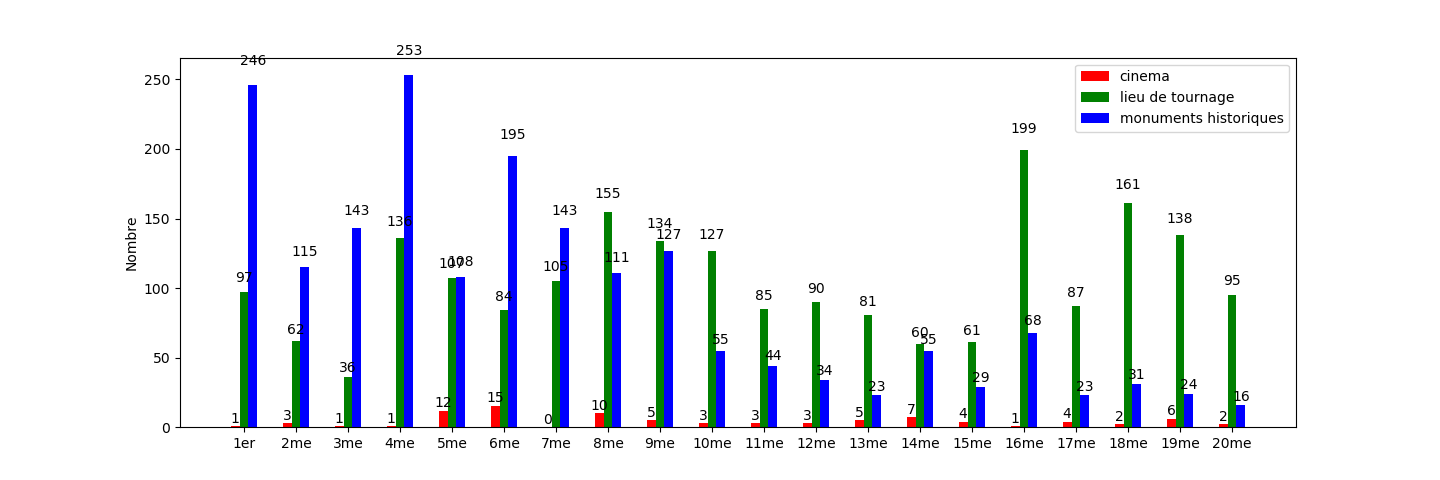 253
246
250
cinema
lieu de tournage
monuments historiques
199
195
200
161
155
143
143
136
134
138
127
127
150
115
111
107
108
105
97
95
90
100
84
85
87
81
62
60
61
68
55
55
36
44
34
50
31
29
23
23
24
16
12
15
10
1
3
1
1
0
5
3
3
3
5
7
4
1
4
2
6
2
0
1er
2me
3me
4me
5me
6me
7me
8me
9me
10me
11me
12me
13me
14me
15me
16me
17me
18me
19me
20me
Nombre